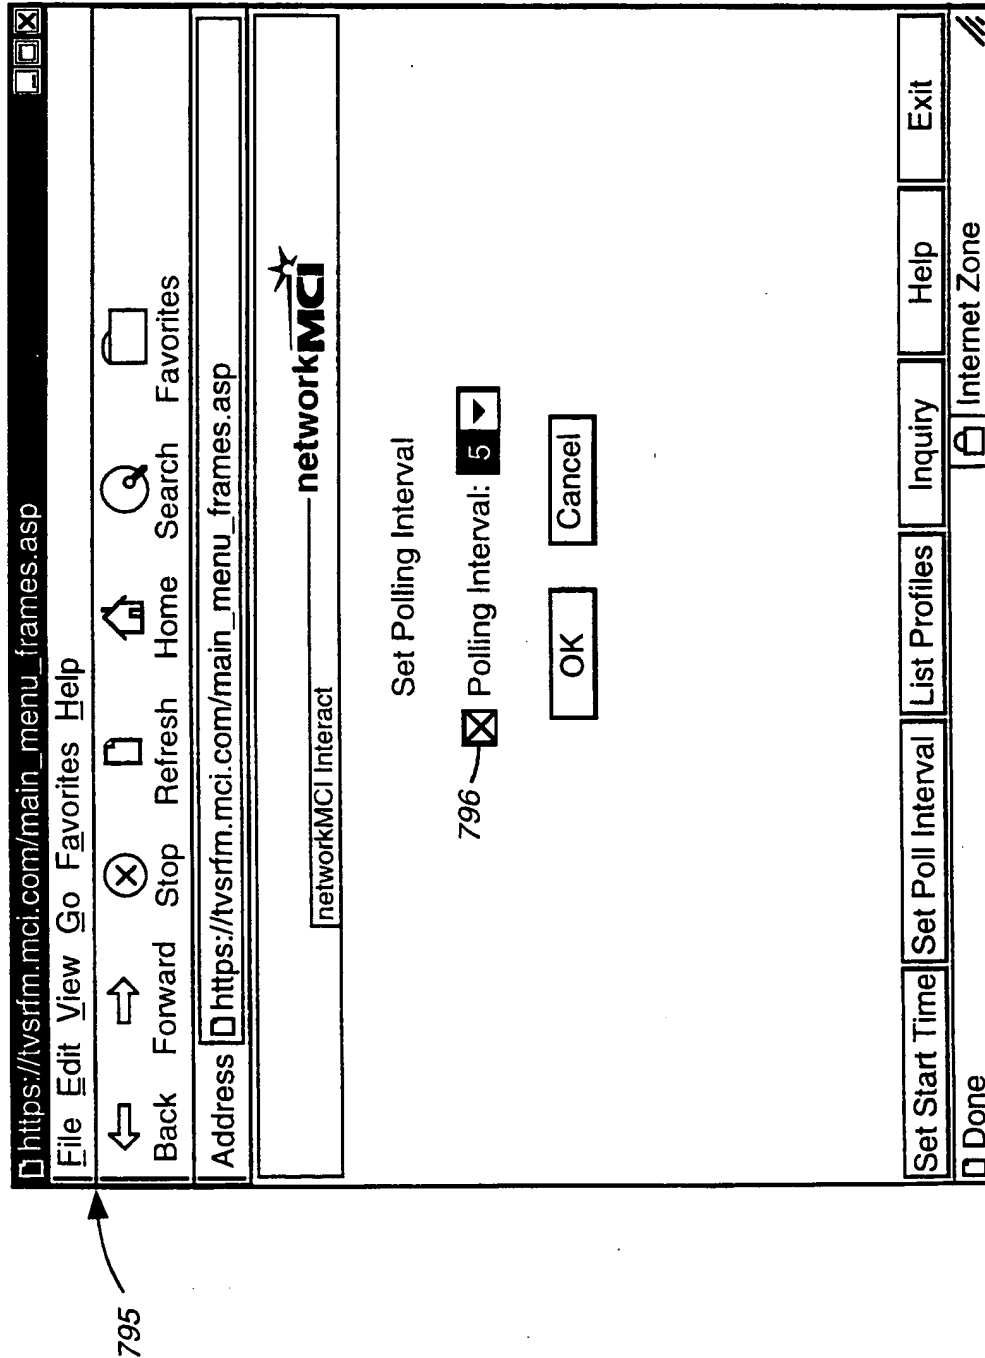 https://tvsrfm.mci.com/main_menu_frames.asp
File Edit View Go Favorites Help
Back Forward Stop Refresh Home Search Favorites
Address https://tvsrfm.mci.com/main_menu_frames.asp
networkMCI
networkMCI Interact
Set Polling Interval
Polling Interval: 5
OK Cancel
Set Start Time Set Poll Interval List Profiles Inquiry Help Exit
Done Internet Zone
795
796